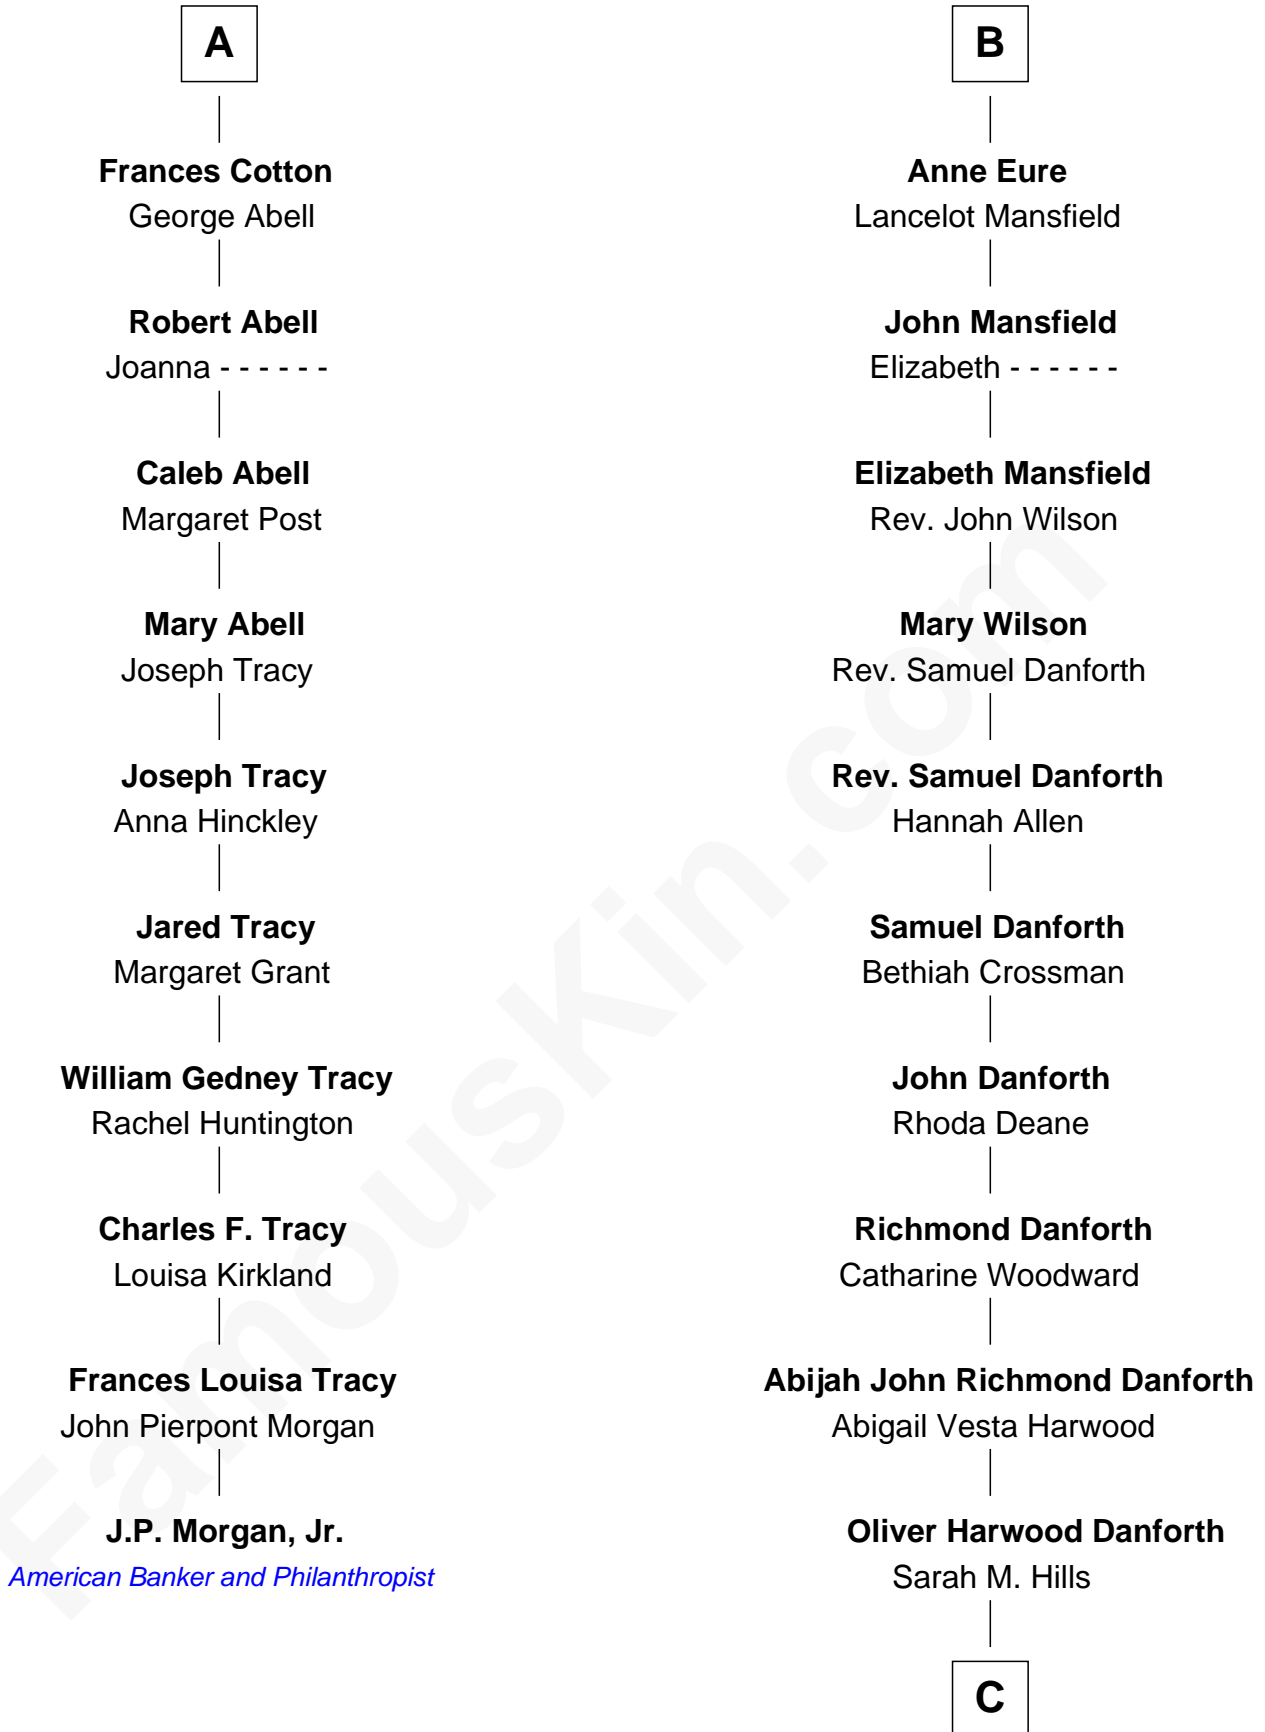 A
Frances Cotton
George Abell
Robert Abell
Joanna - - - - - -
Caleb Abell
Margaret Post
Mary Abell
Joseph Tracy
Joseph Tracy
Anna Hinckley
Jared Tracy
Margaret Grant
William Gedney Tracy
Rachel Huntington
Charles F. Tracy
Louisa Kirkland
Frances Louisa Tracy
John Pierpont Morgan
J.P. Morgan, Jr.
American Banker and Philanthropist
B
Anne Eure
Lancelot Mansfield
John Mansfield
Elizabeth - - - - - -
Elizabeth Mansfield
Rev. John Wilson
Mary Wilson
Rev. Samuel Danforth
Rev. Samuel Danforth
Hannah Allen
Samuel Danforth
Bethiah Crossman
John Danforth
Rhoda Deane
Richmond Danforth
Catharine Woodward
Abijah John Richmond Danforth
Abigail Vesta Harwood
Oliver Harwood Danforth
Sarah M. Hills
C
FamousKin.com